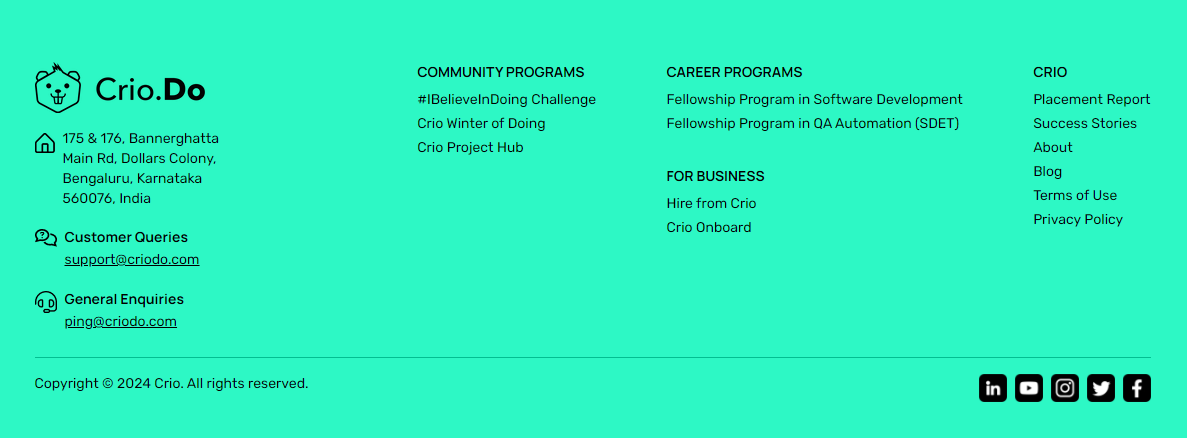 Crio.Do
175 & 176, Bannerghatta
Main Rd, Dollars Colony,
Bengaluru, Karnataka
560076, India
Customer Queries
support@criodo.com
General Enquiries
ping@criodo.com
COMMUNITY PROGRAMS
#IBelieveInDoing Challenge
Crio Winter of Doing
Crio Project Hub
CAREER PROGRAMS
Fellowship Program in Software Development
Fellowship Program in QA Automation (SDET)
FOR BUSINESS
Hire from Crio
Crio Onboard
CRIO
Placement Report
Success Stories
About
Blog
Terms of Use
Privacy Policy
Copyright © 2024 Crio. All rights reserved.